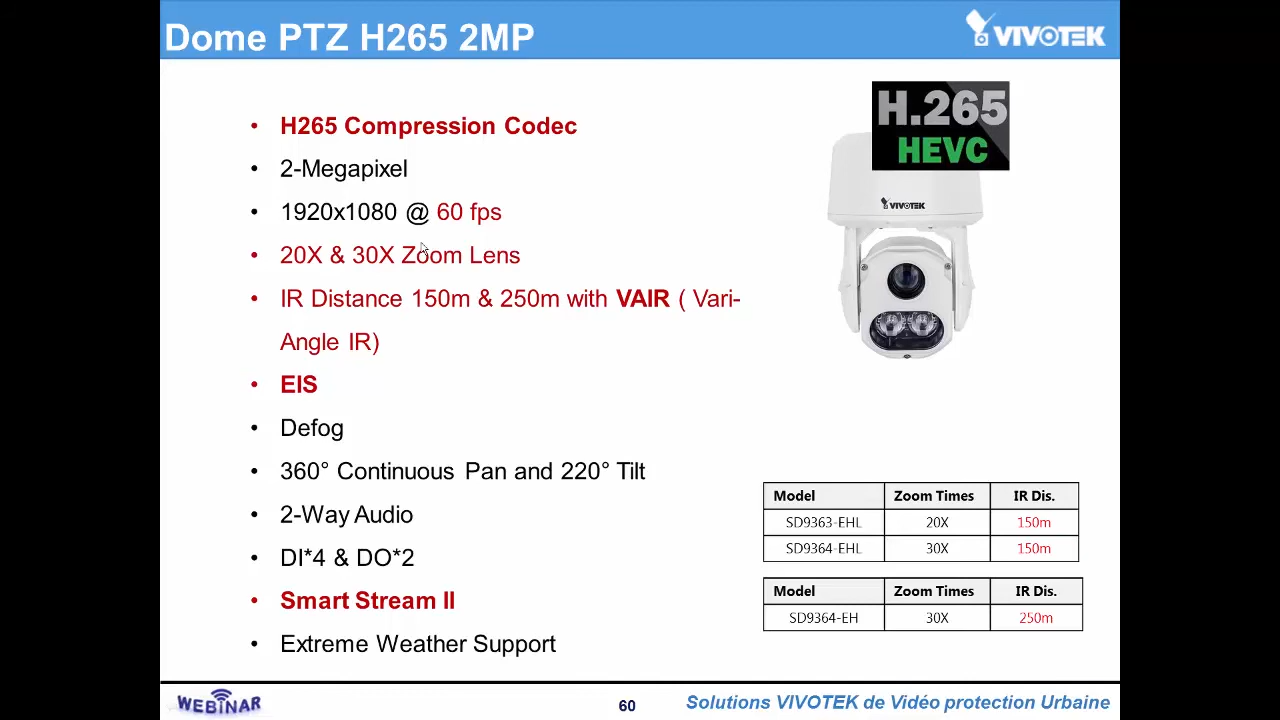 Dome PTZ H265 2MP
VIVOTEK
• H265 Compression Codec
• 2-Megapixel
• 1920x1080 @ 60 fps
• 20X & 30X Zoom Lens
• IR Distance 150m & 250m with VAIR ( Vari-
Angle IR)
• EIS
• Defog
• 360° Continuous Pan and 220° Tilt
• 2-Way Audio
• DI*4 & DO*2
• Smart Stream II
• Extreme Weather Support
H.265
HEVC
VIVOTEK
Model Zoom Times IR Dis.
SD9363-EHL 20X 150m
SD9364-EHL 30X 150m
Model Zoom Times IR Dis.
SD9364-EH 30X 250m
WEBINAR
60
Solutions VIVOTEK de Vidéo protection Urbaine